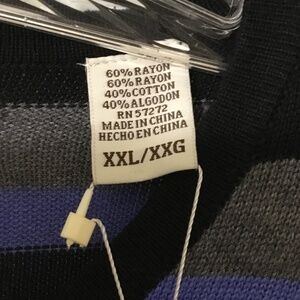 60% RAYON
60% RAYON
40% COTTON
40% ALGODON
RN 57272
MADE IN CHINA
HECHO EN CHINA
XXL/XXG